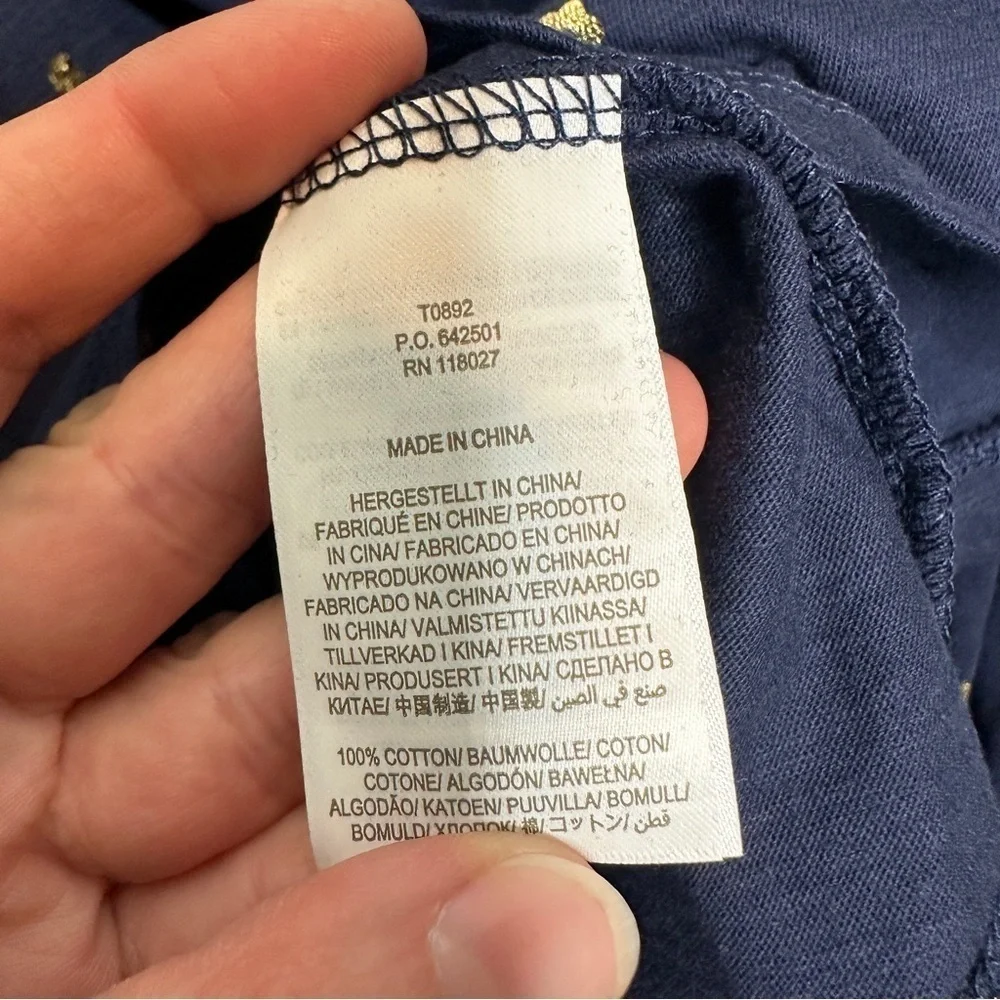 T0892
P.O. 642501
RN 118027
MADE IN CHINA
HERGESTELLT IN CHINA/
FABRIQUÉ EN CHINE/ PRODOTTO
IN CINA/ FABRICADO EN CHINA/
WYPRODUKOWANO W CHINACH/
FABRICADO NA CHINA/ VERVAARDIGD
IN CHINA/ VALMISTETTU KIINASSA/
TILLVERKAD I KINA/ FREMSTILLET I
KINA/ PRODUSERT I KINA/ СДЕЛАНО В
КИТАЕ/ 中国制造/ 中国製/ صنع في الصين
100% COTTON/ BAUMWOLLE/ COTON/
COTONE/ ALGODÓN/ BAWEŁNA/
ALGODÃO/ KATOEN/ PUUVILLA/ BOMULL/
BOMULD/ ХЛОПОК/ 棉/ コットン/ قطن